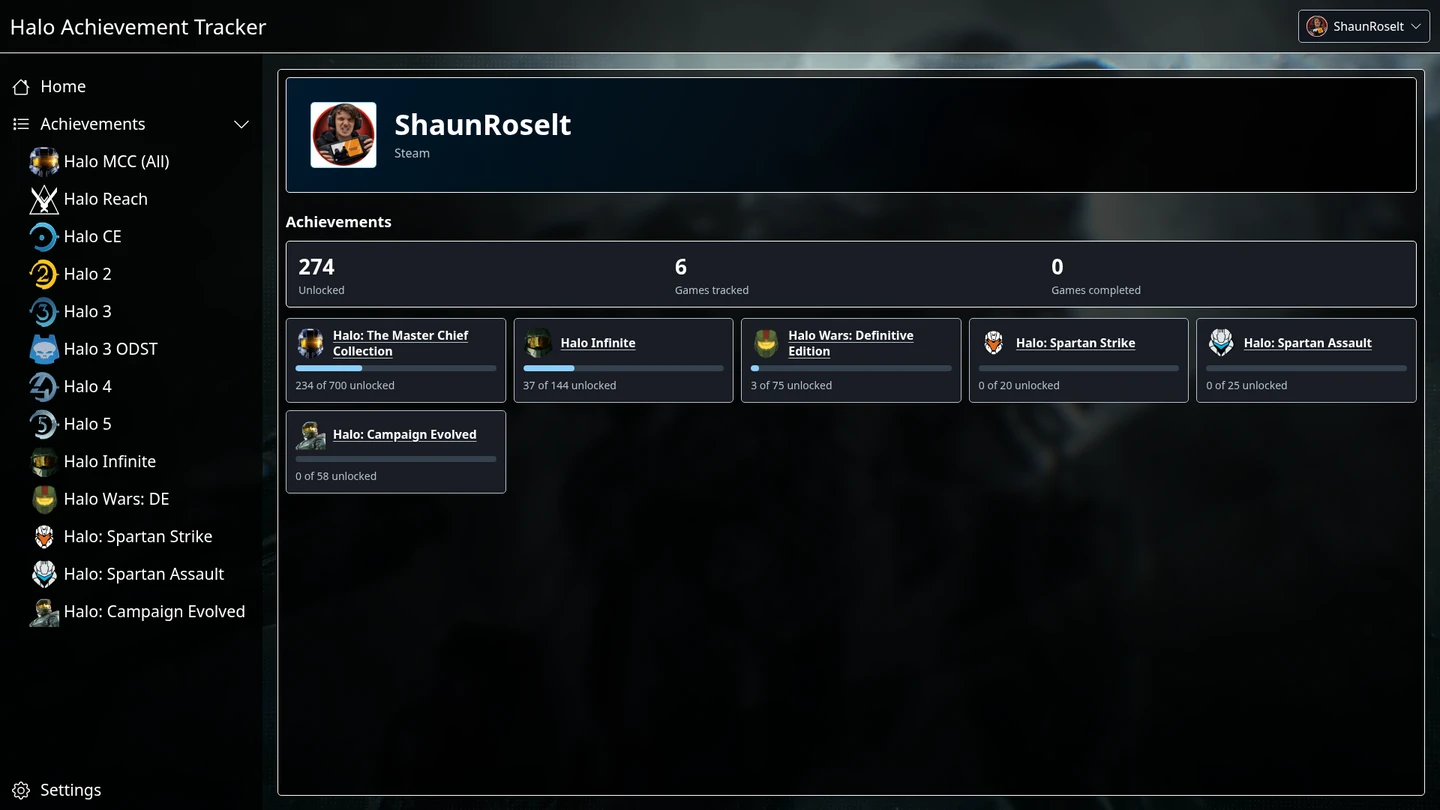 Halo Achievement Tracker
ShaunRoselt
Home
Achievements
Halo MCC (All)
Halo Reach
Halo CE
Halo 2
Halo 3
Halo 3 ODST
Halo 4
Halo 5
Halo Infinite
Halo Wars: DE
Halo: Spartan Strike
Halo: Spartan Assault
Halo: Campaign Evolved
Settings
ShaunRoselt
Steam
Achievements
274
Unlocked
6
Games tracked
0
Games completed
Halo: The Master Chief
Collection
234 of 700 unlocked
Halo Infinite
37 of 144 unlocked
Halo Wars: Definitive
Edition
3 of 75 unlocked
Halo: Spartan Strike
0 of 20 unlocked
Halo: Spartan Assault
0 of 25 unlocked
Halo: Campaign Evolved
0 of 58 unlocked